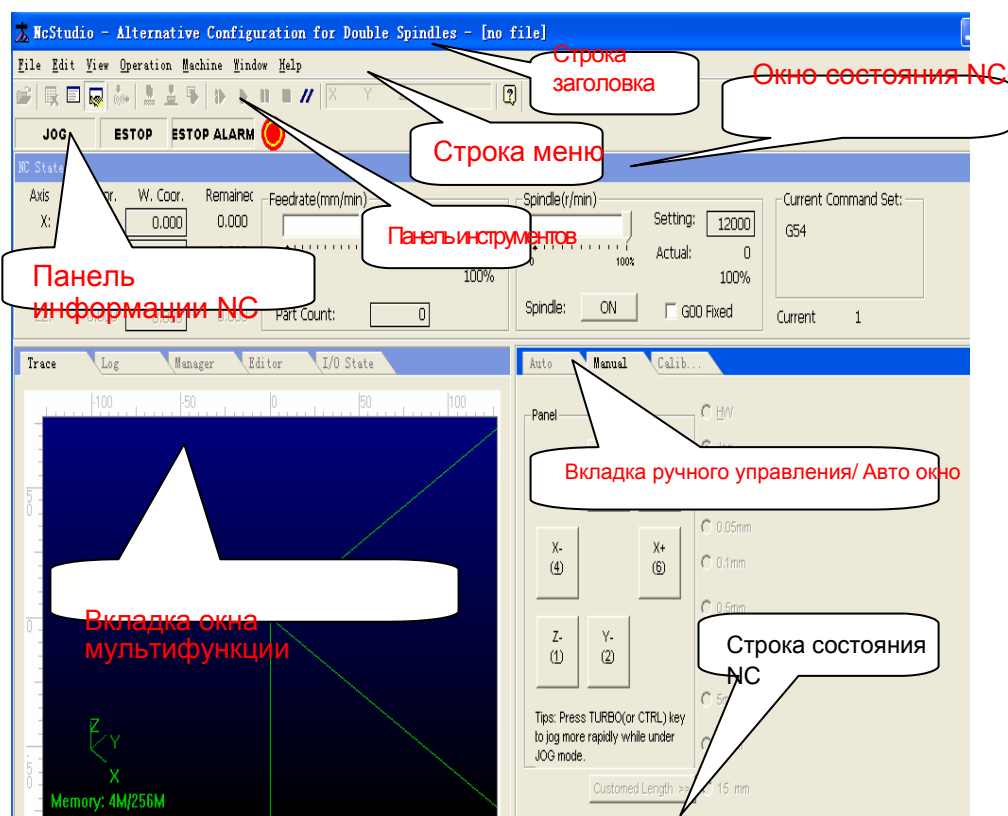 NcStudio - Alternative Configuration for Double Spindles - [no file]
Строка
заголовка
File Edit View Operation Machine Window Help
Окно состояния NC
X Y
JOG ESTOP ESTOP ALARM
Строка меню
NC State
Axis W. Coor. Remainec
X: 0.000 0.000
Feedrate(mm/min)
100%
Part Count: 0
Spindle(r/min)
0 100%
Setting: 12000
Actual: 0
100%
Spindle: ON G00 Fixed
Current Command Set:
G54
Current 1
Панель инструментов
Панель
информации NC
Trace Log Manager Editor I/O State
-100 -50 0 50 100
Auto Manual Calib...
Panel
HW
Вкладка ручного управления/ Авто окно
0.05mm
X-
(4)
X+
(6)
0.1mm
0.5mm
Z-
(1)
Y-
(2)
Строка состояния
NC
Tips: Press TURBO(or CTRL) key
to jog more rapidly while under
JOG mode.
Customed Length >>
15 mm
Вкладка окна
мультифункции
Z
Y
X
Memory: 4M/256M